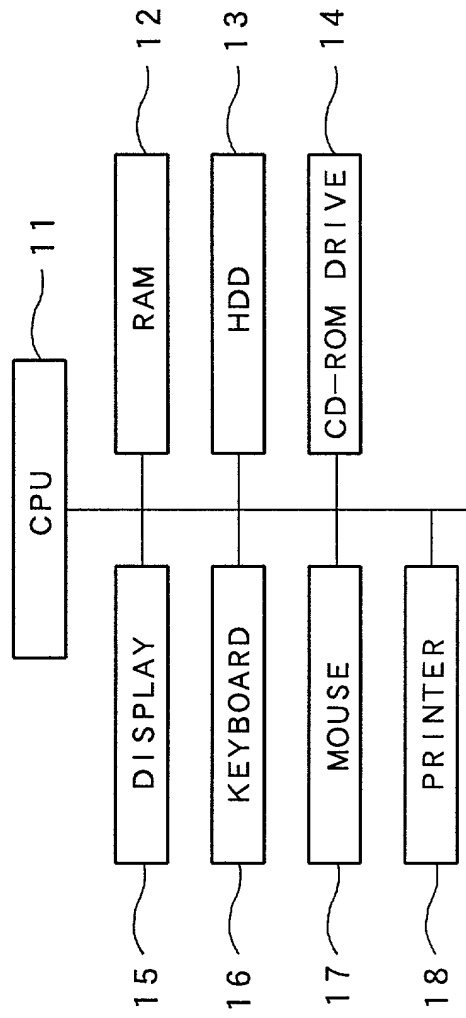 CPU 11
DISPLAY 15
RAM 12
KEYBOARD 16
HDD 13
MOUSE 17
CD-ROM DRIVE 14
PRINTER 18